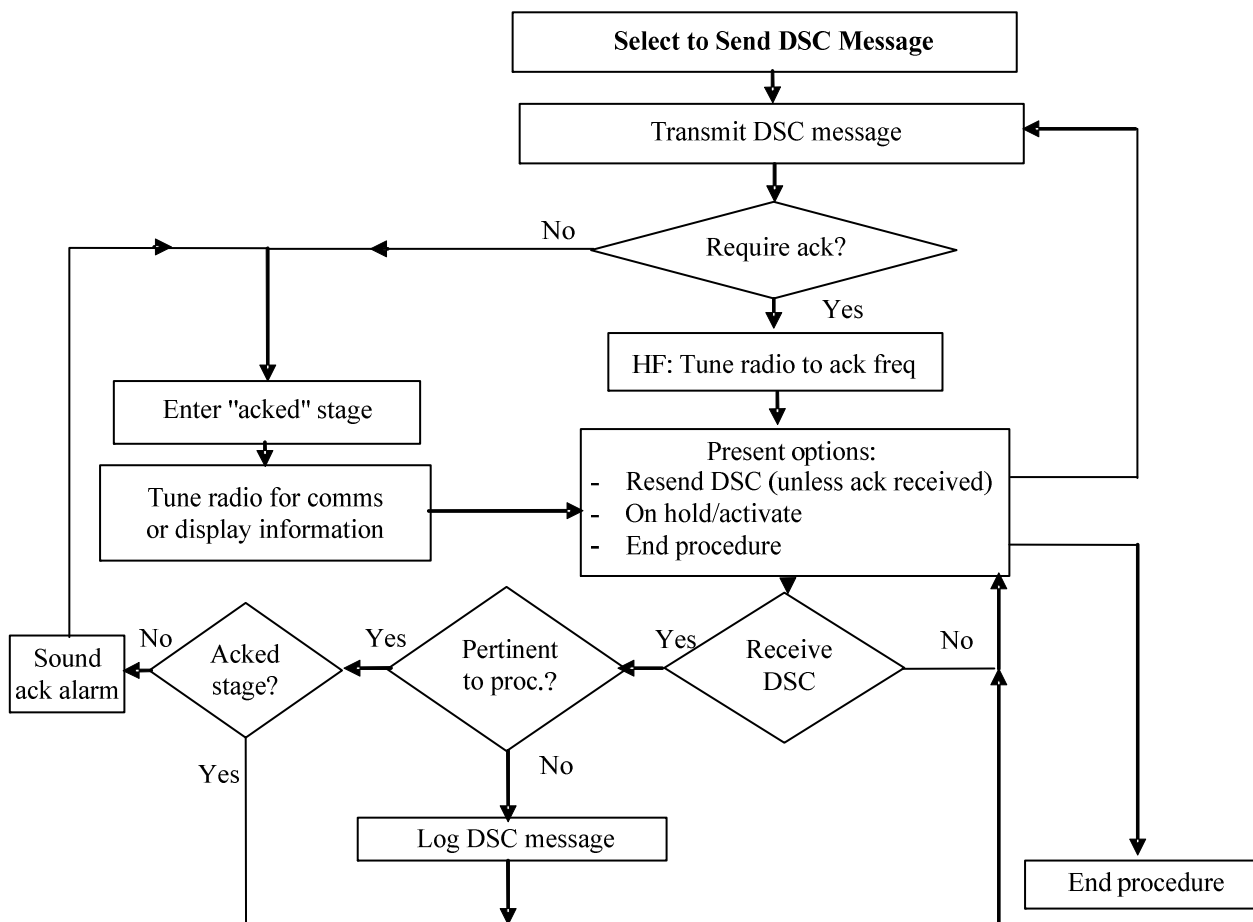 Select to Send DSC Message
Transmit DSC message
No
Require ack?
Yes
HF: Tune radio to ack freq
Enter "acked" stage
Present options:
- Resend DSC (unless ack received)
- On hold/activate
- End procedure
Tune radio for comms
or display information
No
Yes
Yes
No
Sound
ack alarm
Acked
stage?
Pertinent
to proc.?
Receive
DSC
Yes
No
Log DSC message
End procedure